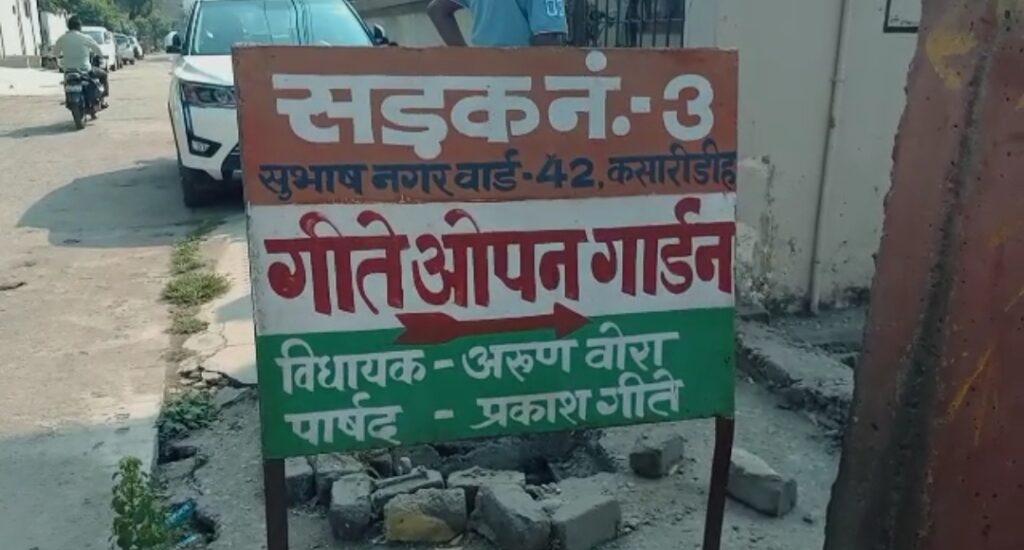 सड़क नं.:- 3
सुभाष नगर वार्ड-42, कसारीडीह
गीते ओपन गार्डन
विधायक - अरुण वोरा
पार्षद - प्रकाश गीते